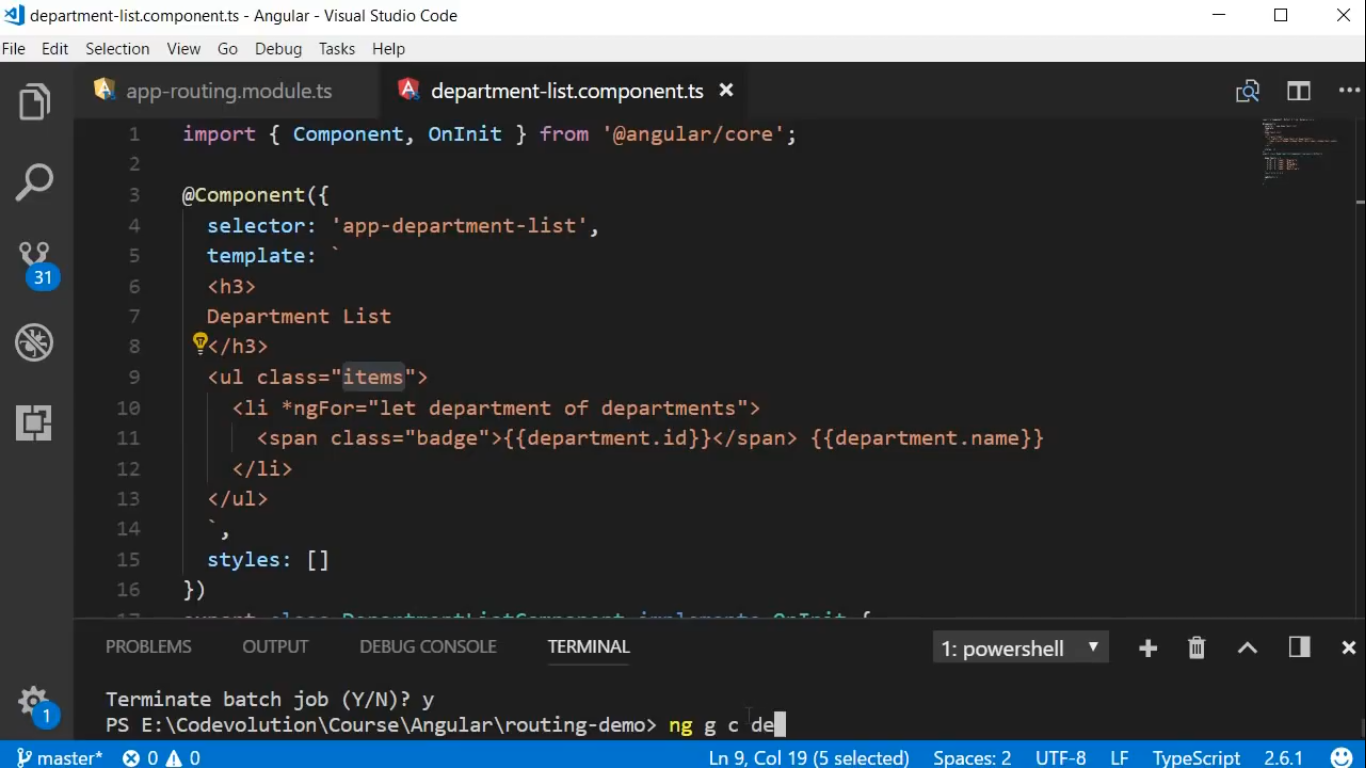 department-list.component.ts - Angular - Visual Studio Code
File Edit Selection View Go Debug Tasks Help
app-routing.module.ts department-list.component.ts
1 import { Component, OnInit } from '@angular/core';
2
3 @Component({
4 selector: 'app-department-list',
5 template: `
6 <h3>
7 Department List
8 </h3>
9 <ul class="items">
10 <li *ngFor="let department of departments">
11 <span class="badge">{{department.id}}</span> {{department.name}}
12 </li>
13 </ul>
14 `,
15 styles: []
16 })
17 export class DepartmentListComponent implements OnInit {
31
PROBLEMS OUTPUT DEBUG CONSOLE TERMINAL 1: powershell
Terminate batch job (Y/N)? y
PS E:\Codevolution\Course\Angular\routing-demo> ng g c de
1
master* 0 0 Ln 9, Col 19 (5 selected) Spaces: 2 UTF-8 LF TypeScript 2.6.1